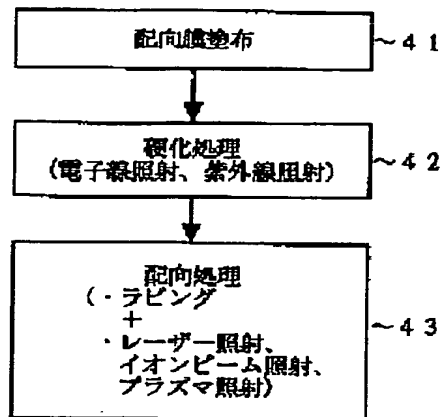 配向膜塗布
～41
硬化処理
(電子線照射、紫外線照射)
～42
配向処理
(・ラビング
+
・レーザー照射、
イオンビーム照射、
プラズマ照射)
～43